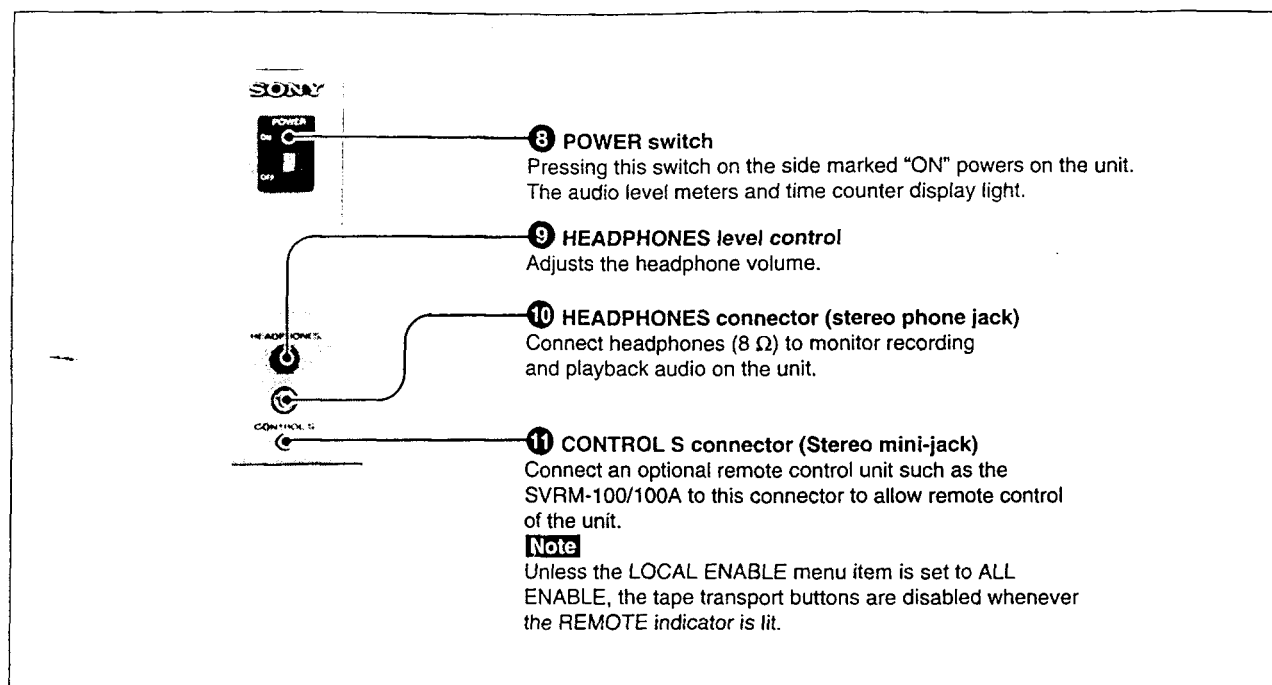 SONY
POWER
ON
OFF
8 POWER switch
Pressing this switch on the side marked “ON” powers on the unit.
The audio level meters and time counter display light.
9 HEADPHONES level control
Adjusts the headphone volume.
HEADPHONES
10 HEADPHONES connector (stereo phone jack)
Connect headphones (8 Ω) to monitor recording
and playback audio on the unit.
CONTROL S
11 CONTROL S connector (Stereo mini-jack)
Connect an optional remote control unit such as the
SVRM-100/100A to this connector to allow remote control
of the unit.
Note
Unless the LOCAL ENABLE menu item is set to ALL
ENABLE, the tape transport buttons are disabled whenever
the REMOTE indicator is lit.